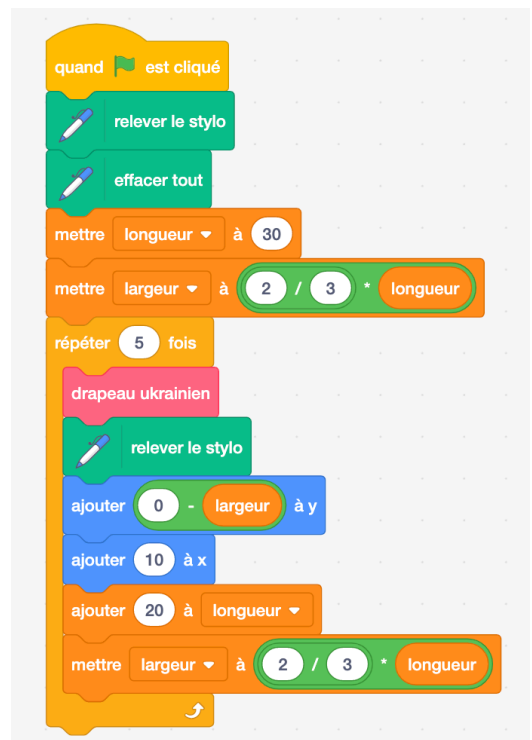 quand est cliqué
relever le stylo
effacer tout
mettre longueur à 30
mettre largeur à 2 / 3 * longueur
répéter 5 fois
drapeau ukrainien
relever le stylo
ajouter 0 - largeur à y
ajouter 10 à x
ajouter 20 à longueur
mettre largeur à 2 / 3 * longueur